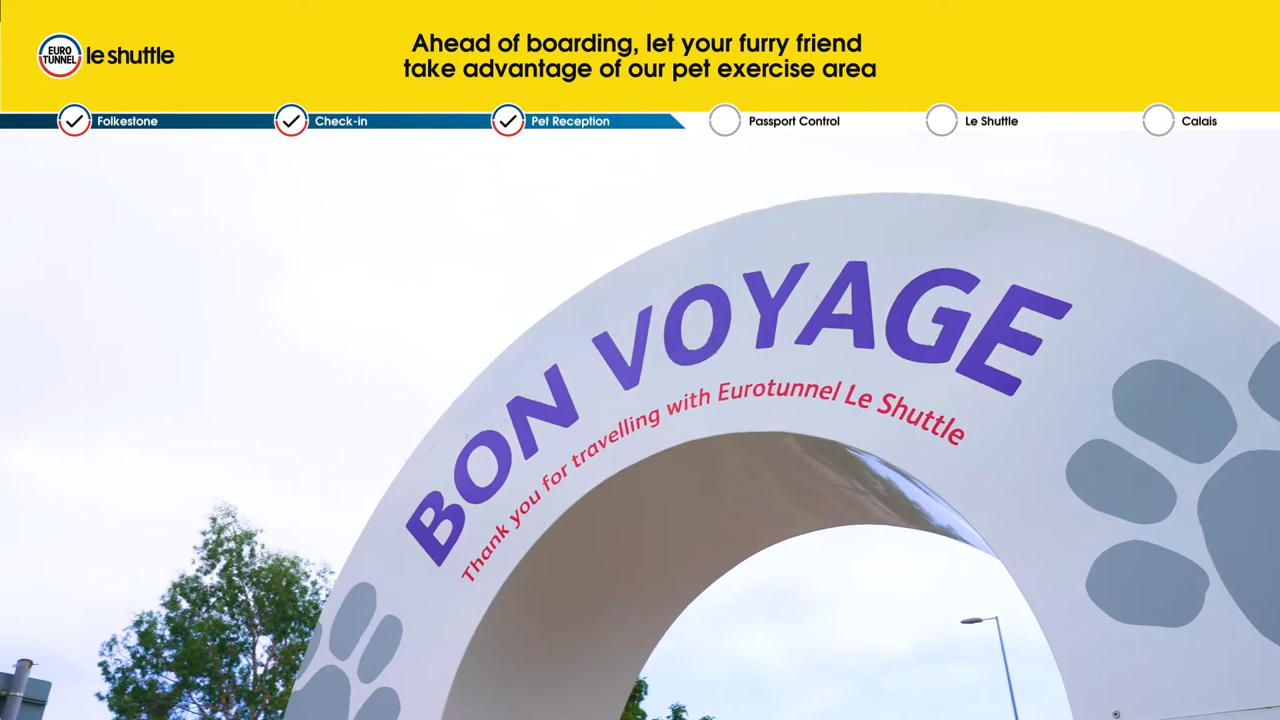 EURO
TUNNEL
le shuttle
Ahead of boarding, let your furry friend
take advantage of our pet exercise area
Folkestone
Check-in
Pet Reception
Passport Control
Le Shuttle
Calais
BON VOYAGE
Thank you for travelling with Eurotunnel Le Shuttle